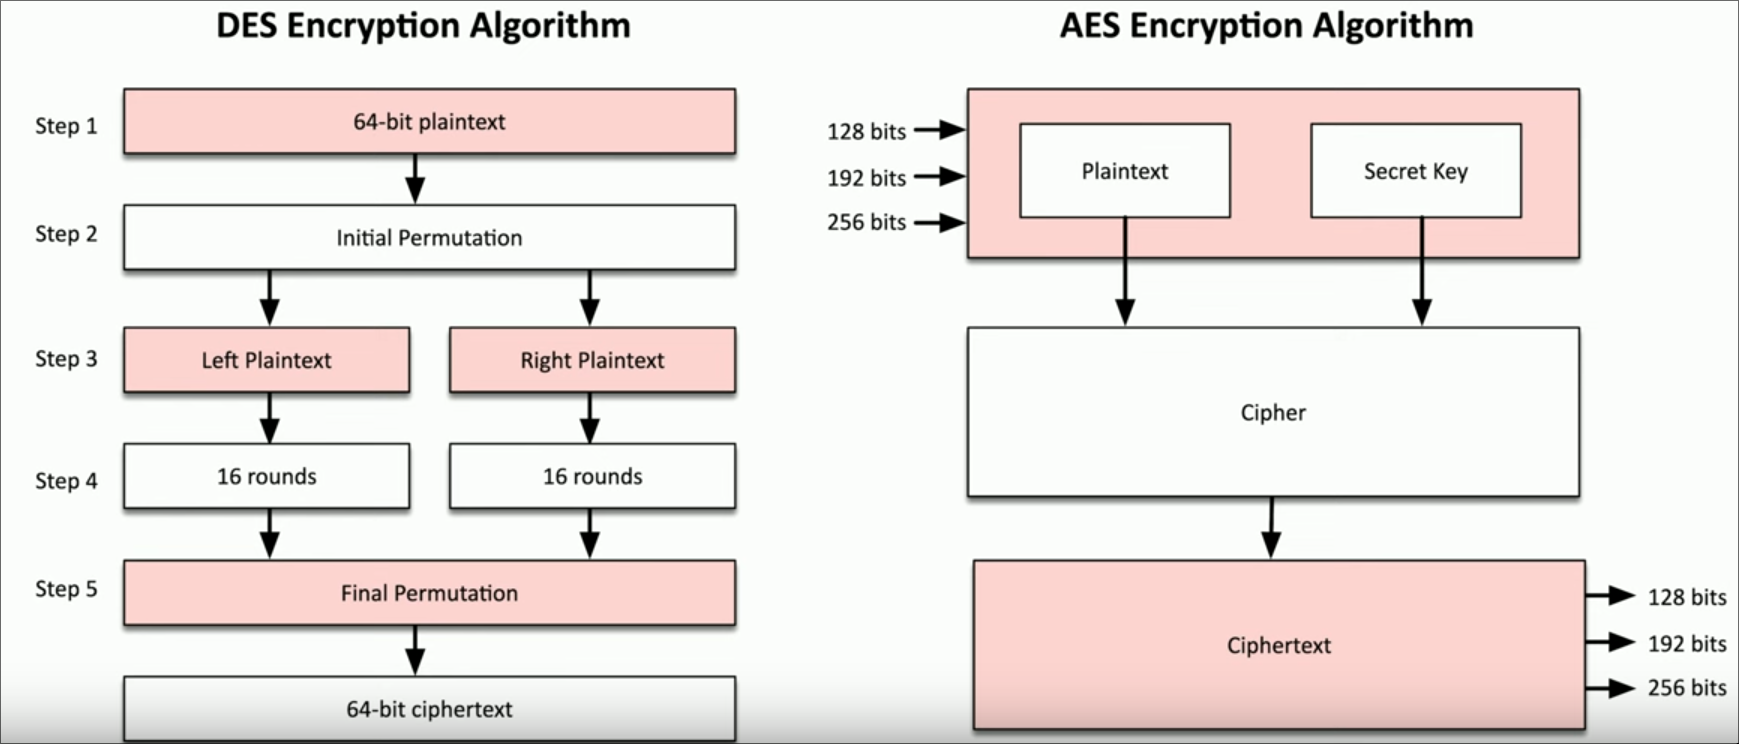 DES Encryption Algorithm
Step 1
64-bit plaintext
Step 2
Initial Permutation
Step 3
Left Plaintext
Right Plaintext
Step 4
16 rounds
16 rounds
Step 5
Final Permutation
64-bit ciphertext
AES Encryption Algorithm
128 bits
192 bits
256 bits
Plaintext
Secret Key
Cipher
Ciphertext
128 bits
192 bits
256 bits